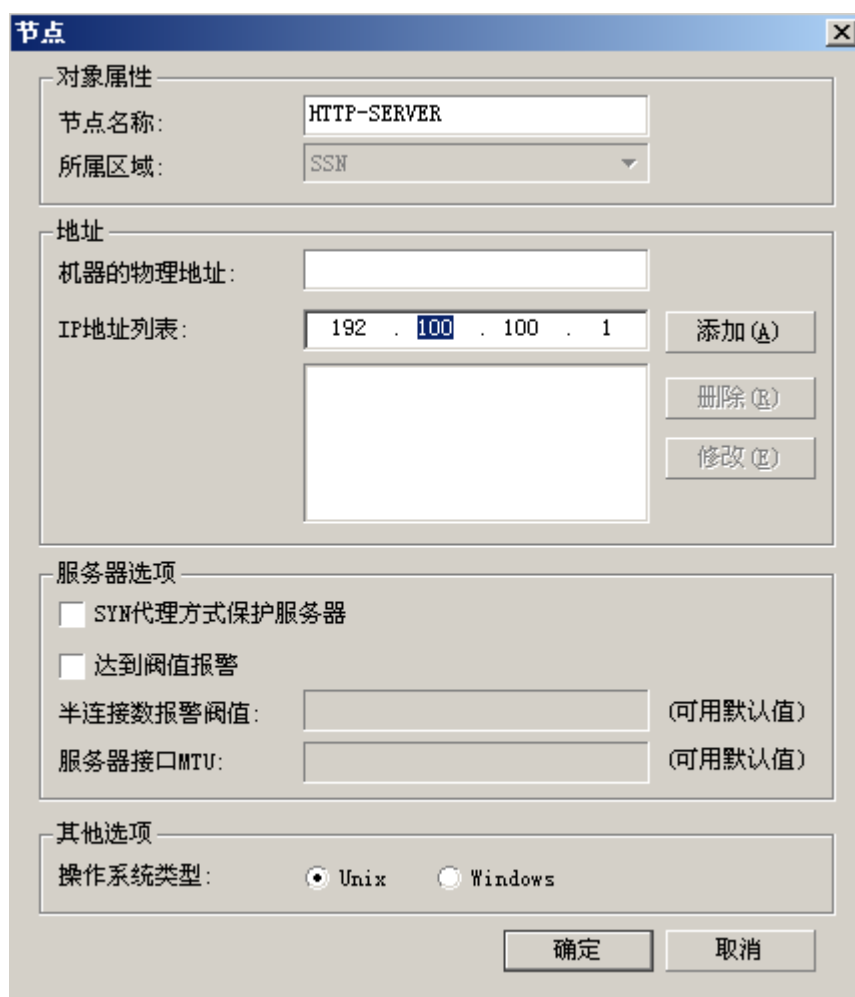 节点
对象属性
节点名称: HTTP-SERVER
所属区域: SSN
地址
机器的物理地址:
IP地址列表: 192 . 100 . 100 . 1 添加(A)
删除(R)
修改(E)
服务器选项
SYN代理方式保护服务器
达到阀值报警
半连接数报警阀值: (可用默认值)
服务器接口MTU: (可用默认值)
其他选项
操作系统类型: Unix Windows
确定 取消